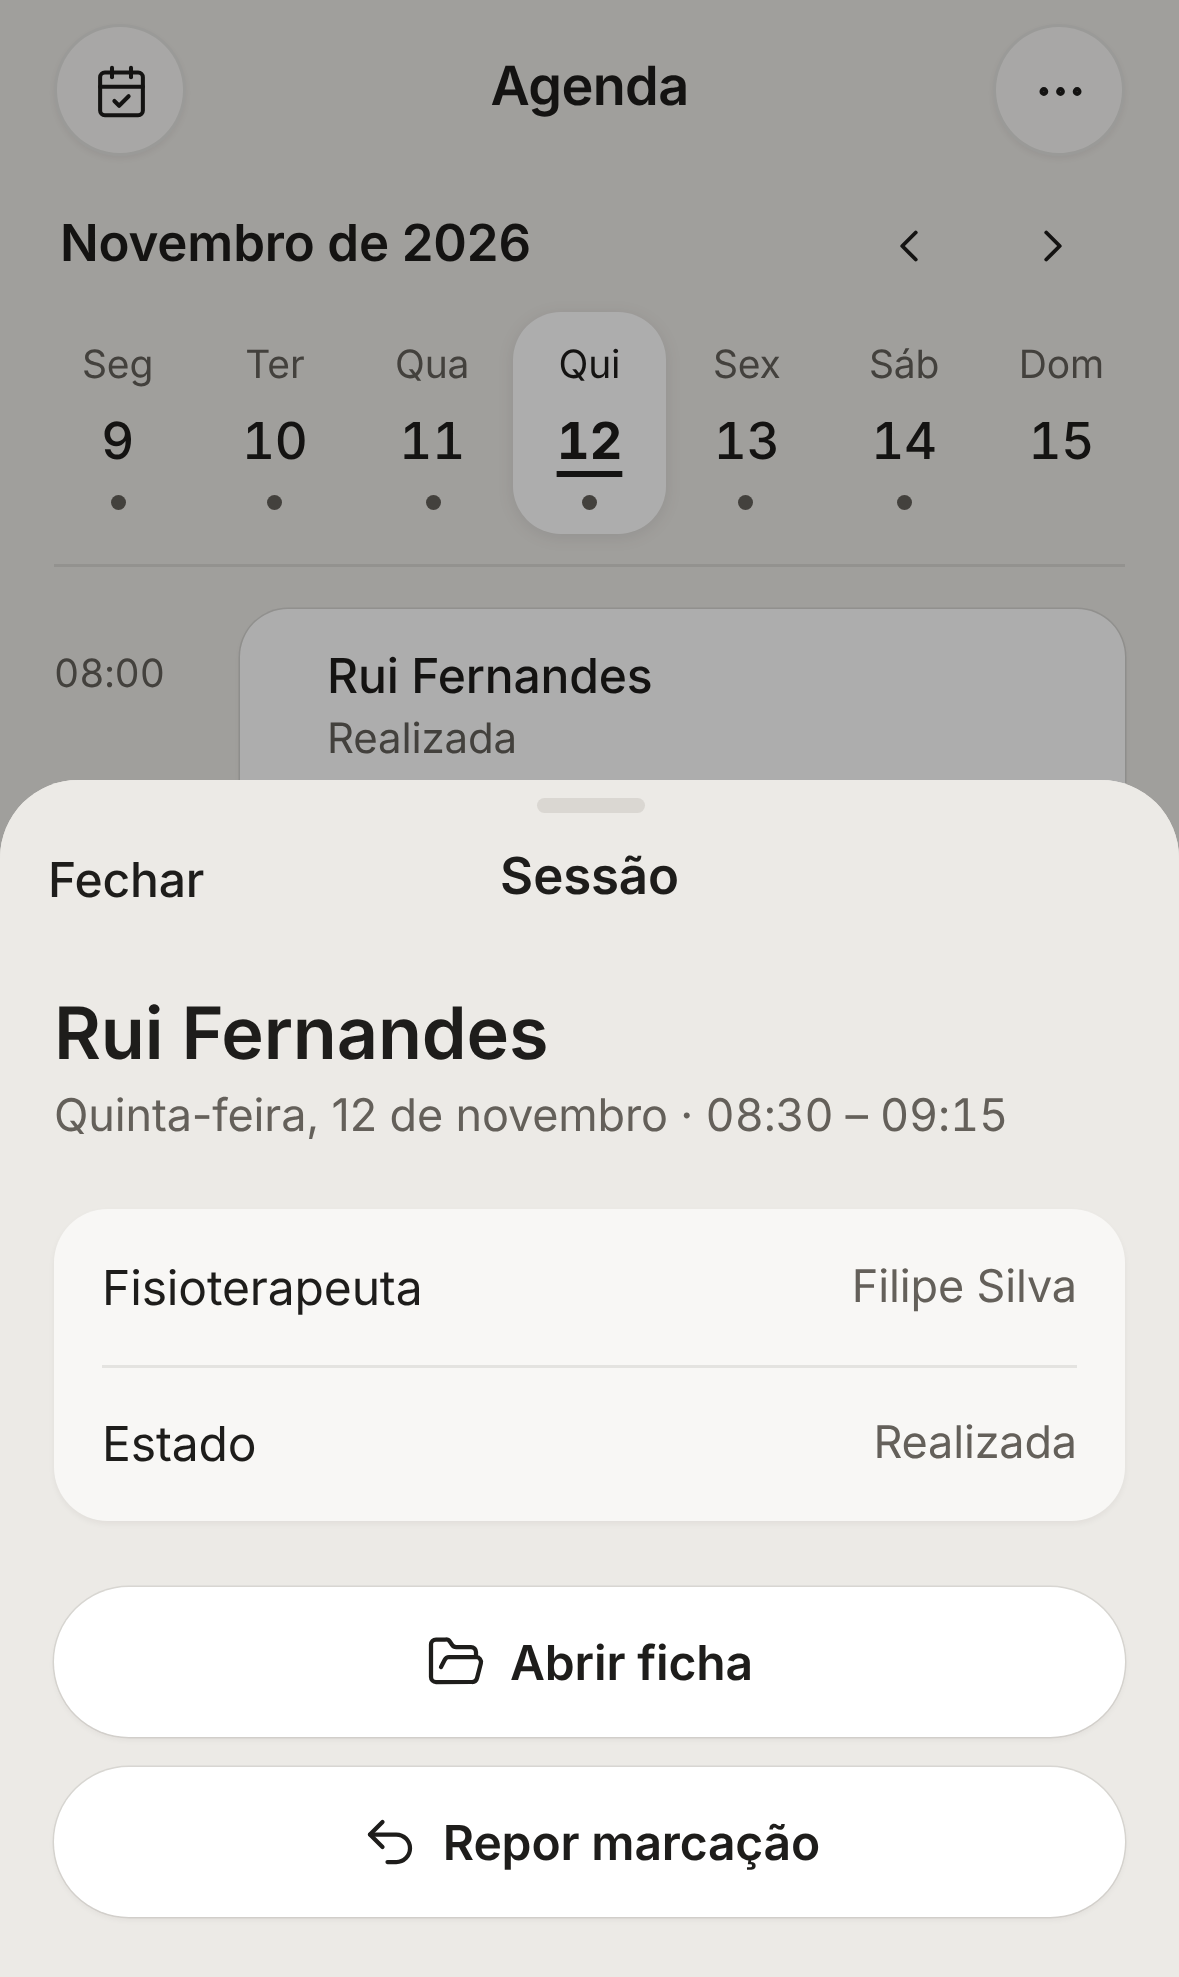 Agenda
Novembro de 2026
Seg Ter Qua Qui Sex Sáb Dom
9 10 11 12 13 14 15
08:00
Rui Fernandes
Realizada
Fechar
Sessão
Rui Fernandes
Quinta-feira, 12 de novembro · 08:30 – 09:15
Fisioterapeuta Filipe Silva
Estado Realizada
Abrir ficha
Repor marcação